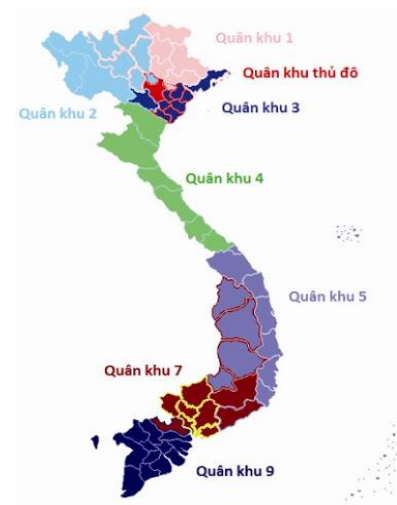 Quân khu 1
Quân khu thủ đô
Quân khu 2
Quân khu 3
Quân khu 4
Quân khu 5
Quân khu 7
Quân khu 9